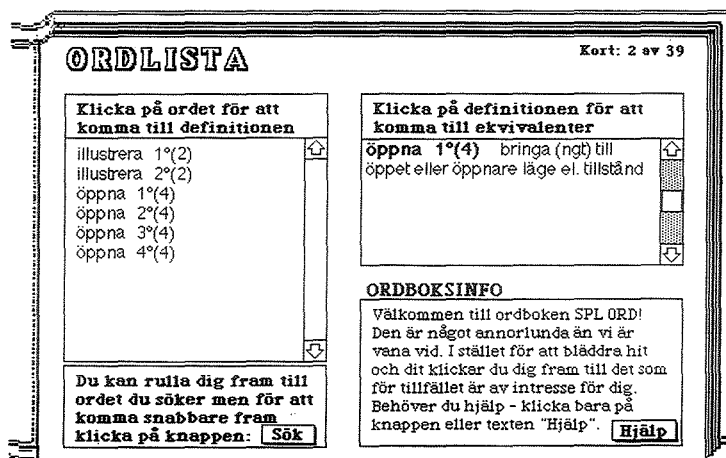 ORDLISTA
Kort: 2 av 39
Klicka på ordet för att
komma till definitionen
illustrera 1°(2)
illustrera 2°(2)
öppna 1°(4)
öppna 2°(4)
öppna 3°(4)
öppna 4°(4)
Du kan rulla dig fram till
ordet du söker men för att
komma snabbare fram
klicka på knappen: Sök
Klicka på definitionen för att
komma till ekvivalenter
öppna 1°(4) bringa (ngt) till
öppet eller öppnare läge el. tillstånd
ORDBOKSINFO
Välkommen till ordboken SPL ORD!
Den är något annorlunda än vi är
vana vid. I stället för att bläddra hit
och dit klickar du dig fram till det som
för tillfället är av intresse för dig.
Behöver du hjälp - klicka bara på
knappen eller texten "Hjälp". Hjälp